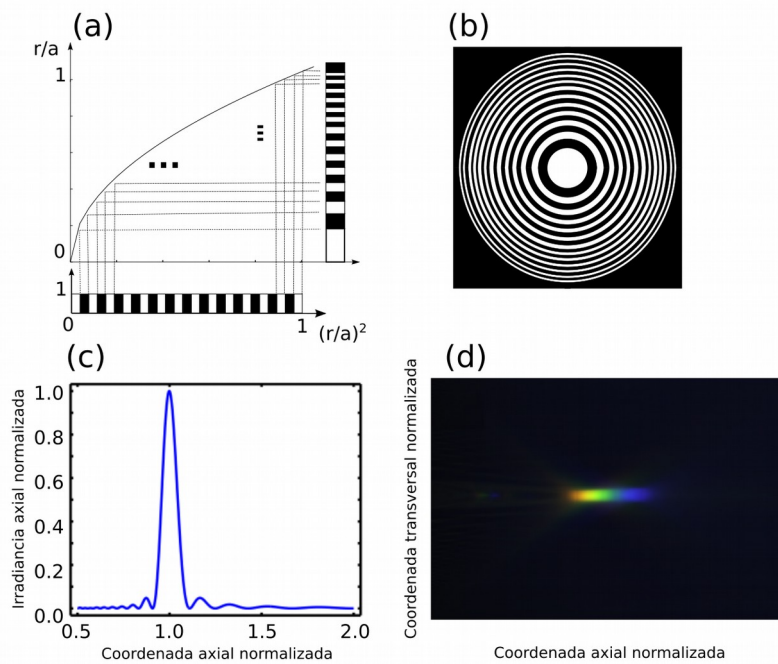 (a)
r/a
1
0
1
0
1
(r/a)²
(b)
(c)
Irradiancia axial normalizada
1.0
0.8
0.6
0.4
0.2
0.0
0.5
1.0
1.5
2.0
Coordenada axial normalizada
(d)
Coordenada transversal normalizada
Coordenada axial normalizada